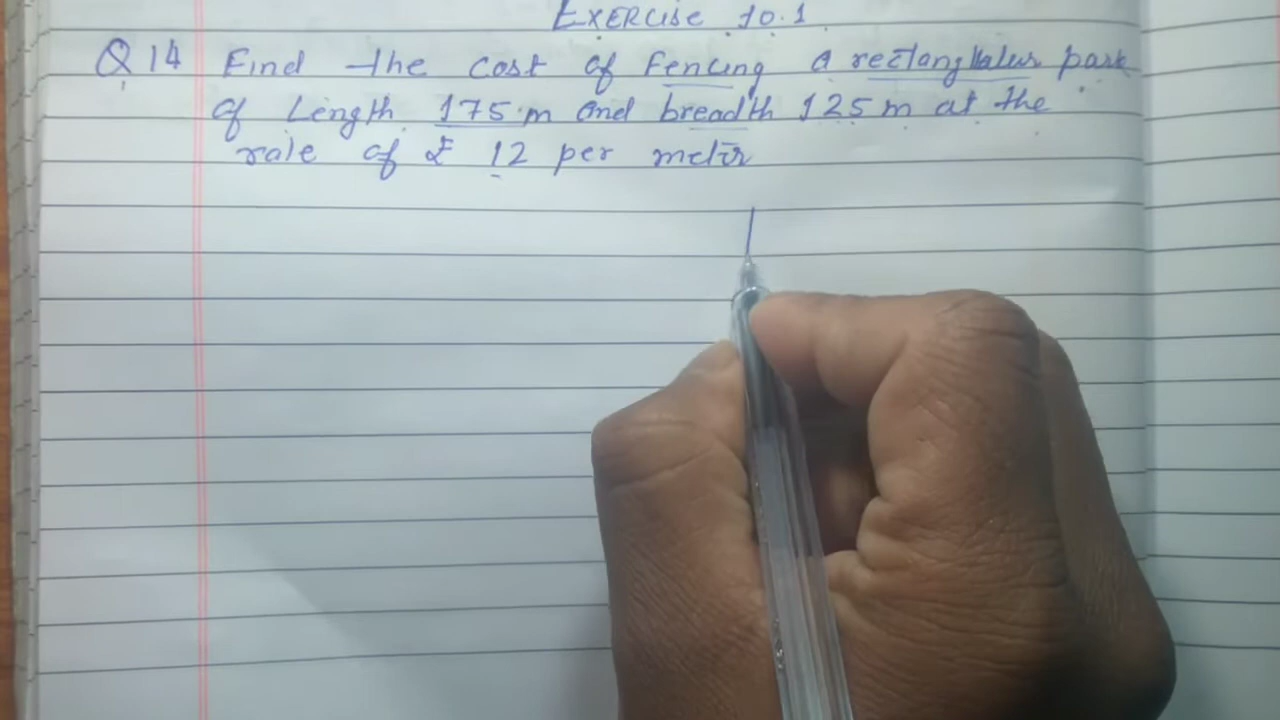 EXERCISE 10.1
Q 14 Find the cost of fencing a rectangular park
of Length 175 m and breadth 125 m at the
rate of ₹ 12 per meter